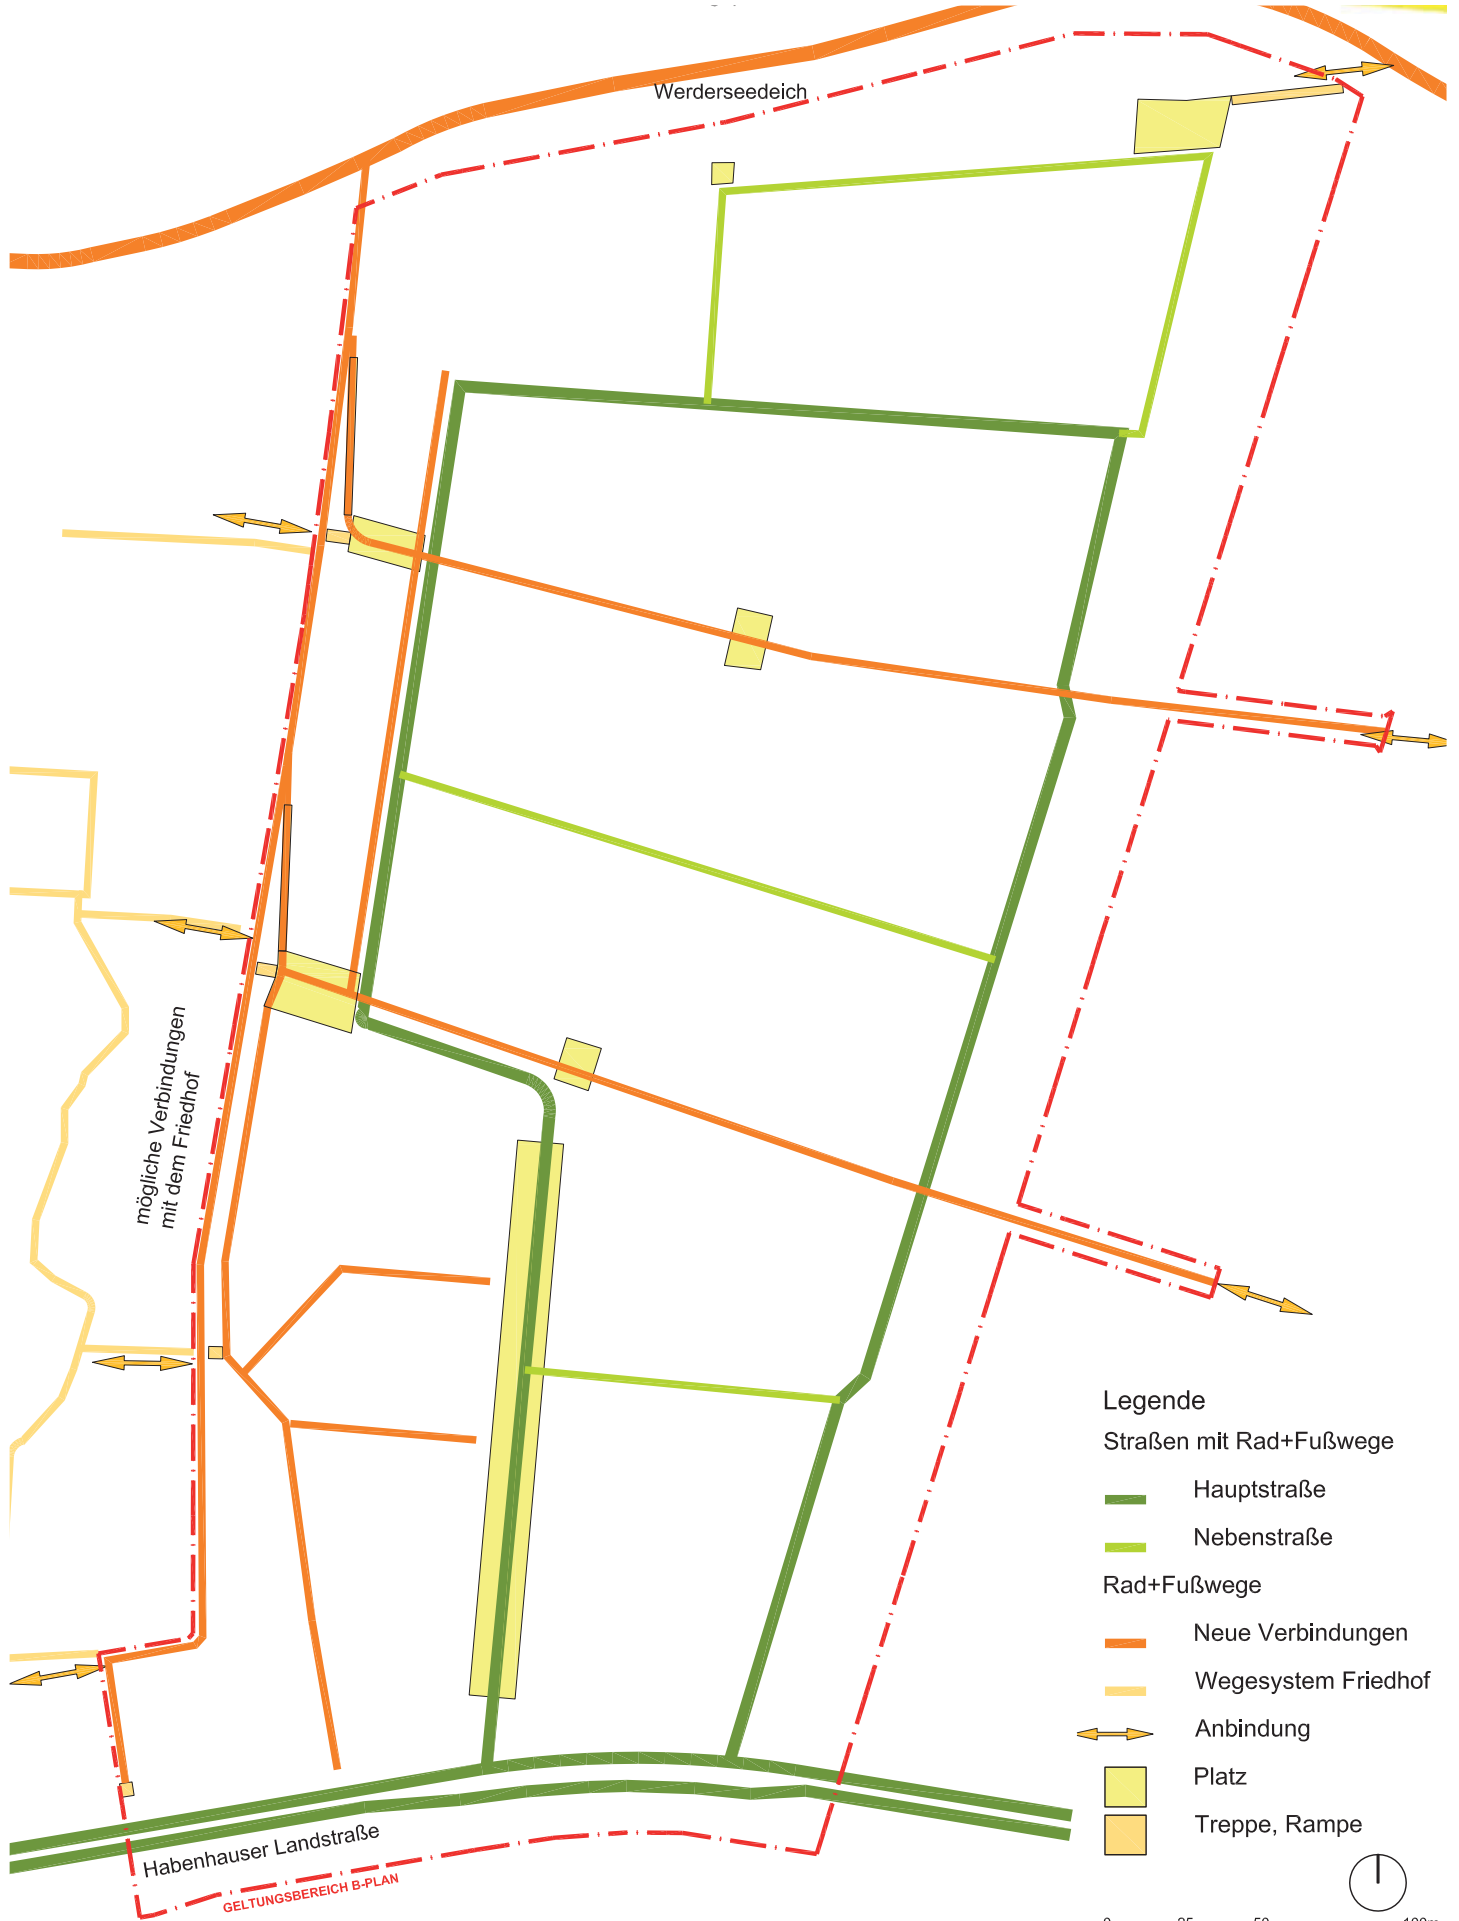 Werderseedeich
mögliche Verbindungen
mit dem Friedhof
Legende
Straßen mit Rad+Fußwege
Hauptstraße
Nebenstraße
Rad+Fußwege
Neue Verbindungen
Wegesystem Friedhof
Anbindung
Platz
Treppe, Rampe
Habenhauser Landstraße
GELTUNGSBEREICH B-PLAN